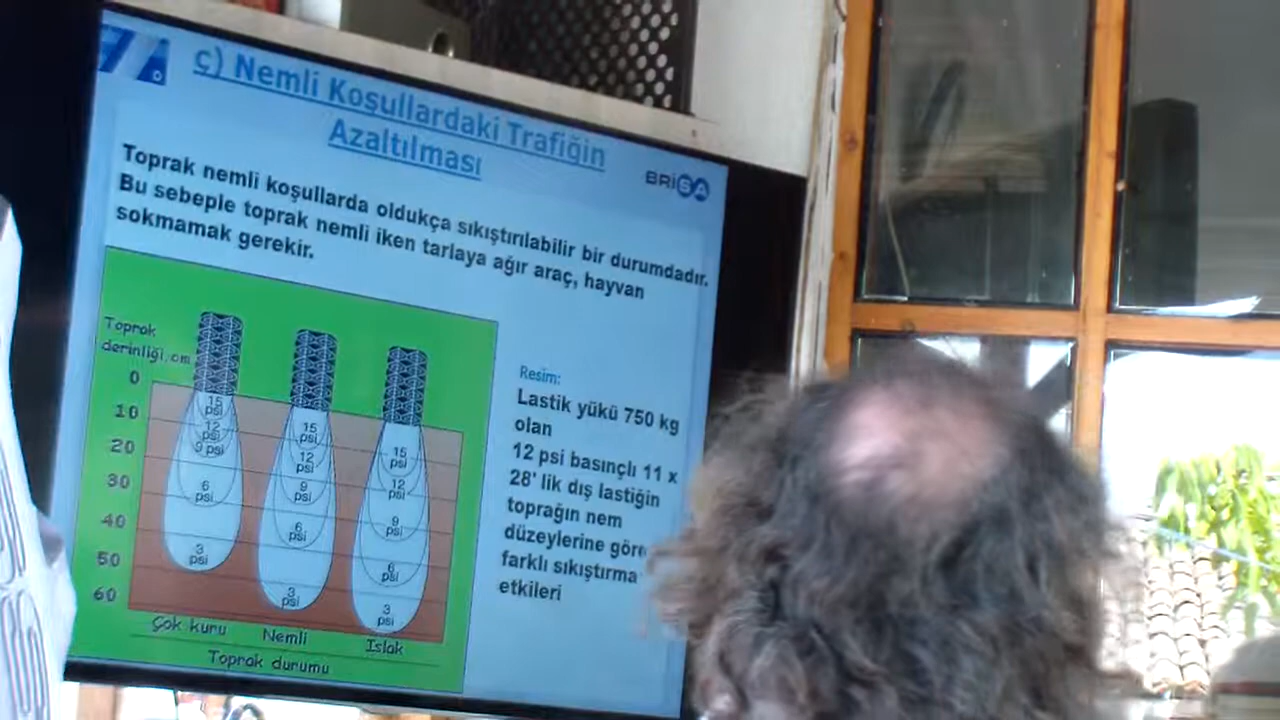 c) Nemli Koşullardaki Trafiğin
Azaltılması
BRiSA
Toprak nemli koşullarda oldukça sıkıştırılabilir bir durumdadır.
Bu sebeple toprak nemli iken tarlaya ağır araç, hayvan
sokmamak gerekir.
Toprak
derinliği,cm
0
10
20
30
40
50
60
15
psi
12
psi
9 psi
6
psi
3
psi
15
psi
12
psi
9
psi
6
psi
3
psi
15
psi
12
psi
9
psi
6
psi
3
psi
Çok kuru
Nemli
Islak
Toprak durumu
Resim:
Lastik yükü 750 kg
olan
12 psi basınçlı 11 x
28' lik dış lastiğin
toprağın nem
düzeylerine göre
farklı sıkıştırma
etkileri